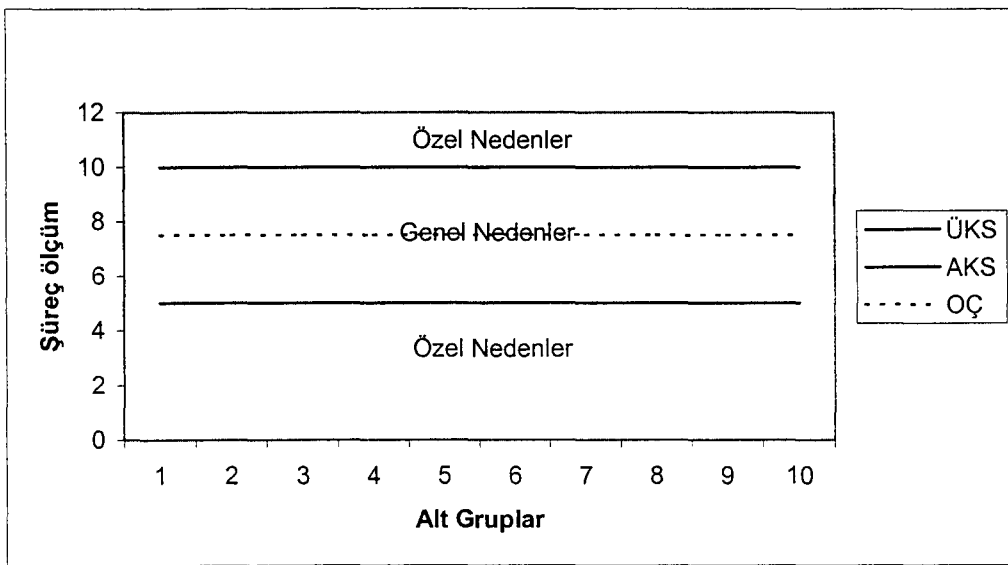 12
Özel Nedenler
10
8
Genel Nedenler
6
4
Özel Nedenler
2
0
Süreç ölçüm
1 2 3 4 5 6 7 8 9 10
Alt Gruplar
ÜKS
AKS
OÇ